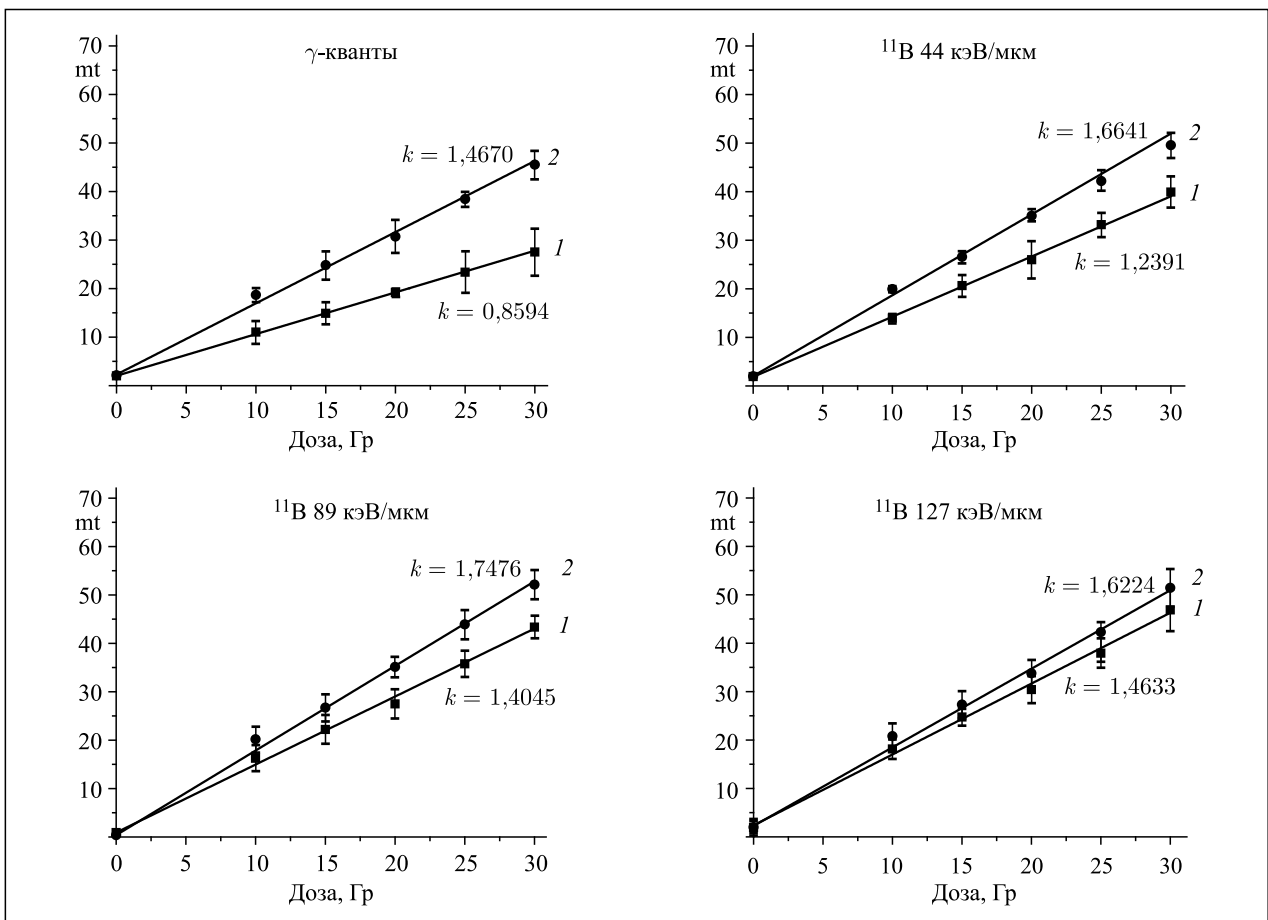 γ-кванты
70
mt
60
50
40
30
20
10
k = 1,4670
2
1
k = 0,8594
0 5 10 15 20 25 30
Доза, Гр
¹¹B 44 кэВ/мкм
70
mt
60
50
40
30
20
10
k = 1,6641
2
1
k = 1,2391
0 5 10 15 20 25 30
Доза, Гр
¹¹B 89 кэВ/мкм
70
mt
60
50
40
30
20
10
k = 1,7476
2
1
k = 1,4045
0 5 10 15 20 25 30
Доза, Гр
¹¹B 127 кэВ/мкм
70
mt
60
50
40
30
20
10
k = 1,6224
2
1
k = 1,4633
0 5 10 15 20 25 30
Доза, Гр